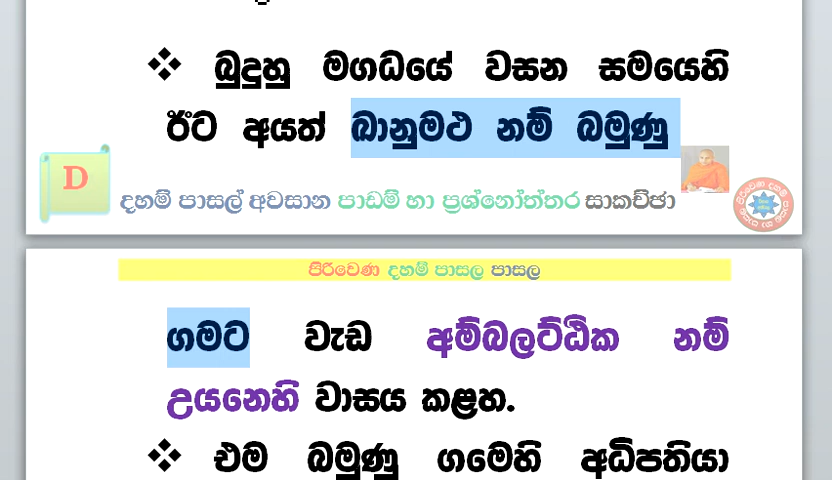 ❖ බුදුහු මගධයේ වසන සමයෙහි
ඊට අයත් ඛානුමථ නම් බමුණු
D
දහම් පාසල් අවසාන පාඩම් හා ප්‍රශ්නෝත්තර සාකච්ඡා
පිරිවෙණ දහම් පාසල පාසල
ගමට වැඩ අම්බලට්ඨික නම්
උයනෙහි වාසය කළහ.
❖ එම බමුණු ගමෙහි අධිපතියා